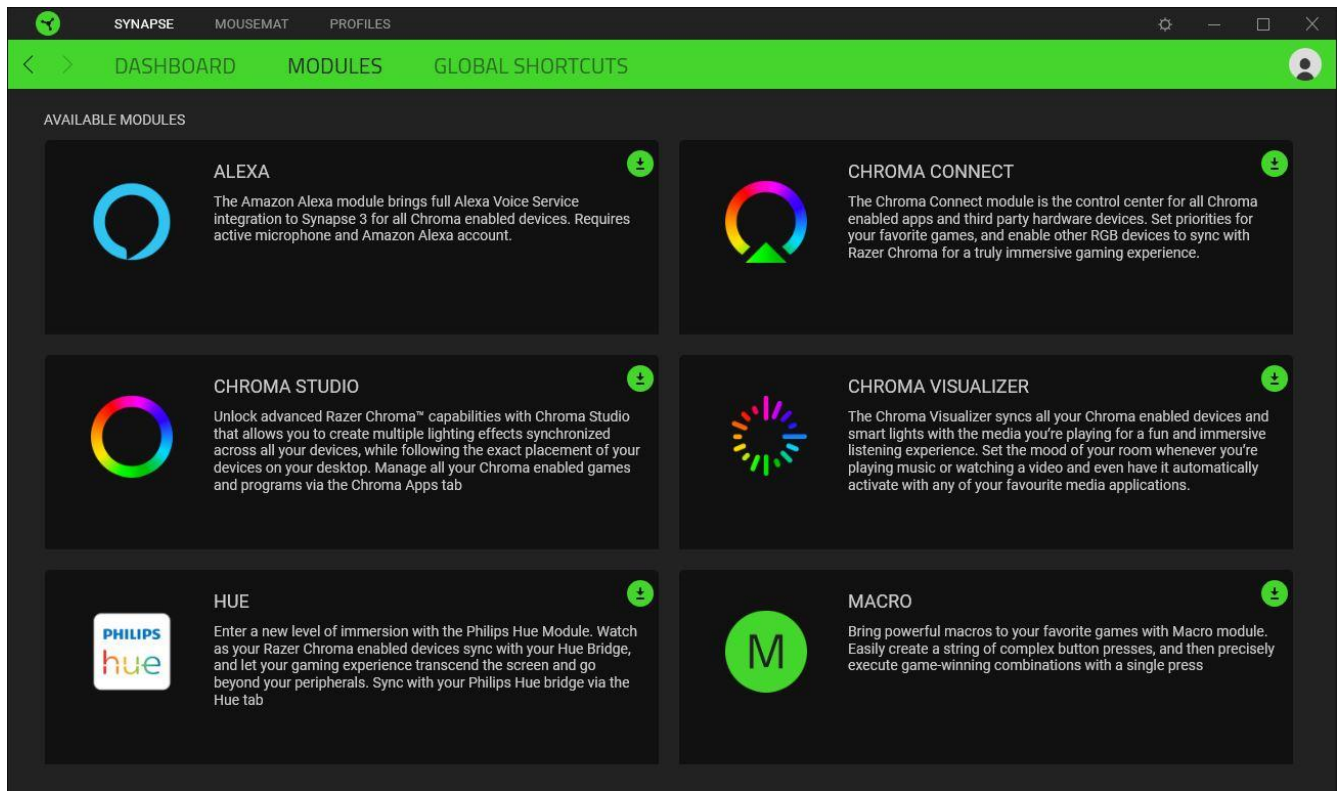 SYNAPSE
MOUSEMAT
PROFILES
DASHBOARD
MODULES
GLOBAL SHORTCUTS
AVAILABLE MODULES
ALEXA
The Amazon Alexa module brings full Alexa Voice Service
integration to Synapse 3 for all Chroma enabled devices. Requires
active microphone and Amazon Alexa account.
CHROMA CONNECT
The Chroma Connect module is the control center for all Chroma
enabled apps and third party hardware devices. Set priorities for
your favorite games, and enable other RGB devices to sync with
Razer Chroma for a truly immersive gaming experience.
CHROMA STUDIO
Unlock advanced Razer Chroma™ capabilities with Chroma Studio
that allows you to create multiple lighting effects synchronized
across all your devices, while following the exact placement of your
devices on your desktop. Manage all your Chroma enabled games
and programs via the Chroma Apps tab
CHROMA VISUALIZER
The Chroma Visualizer syncs all your Chroma enabled devices and
smart lights with the media you're playing for a fun and immersive
listening experience. Set the mood of your room whenever you're
playing music or watching a video and even have it automatically
activate with any of your favourite media applications.
PHILIPS
hue
HUE
Enter a new level of immersion with the Philips Hue Module. Watch
as your Razer Chroma enabled devices sync with your Hue Bridge,
and let your gaming experience transcend the screen and go
beyond your peripherals. Sync with your Philips Hue bridge via the
Hue tab
M
MACRO
Bring powerful macros to your favorite games with Macro module.
Easily create a string of complex button presses, and then precisely
execute game-winning combinations with a single press